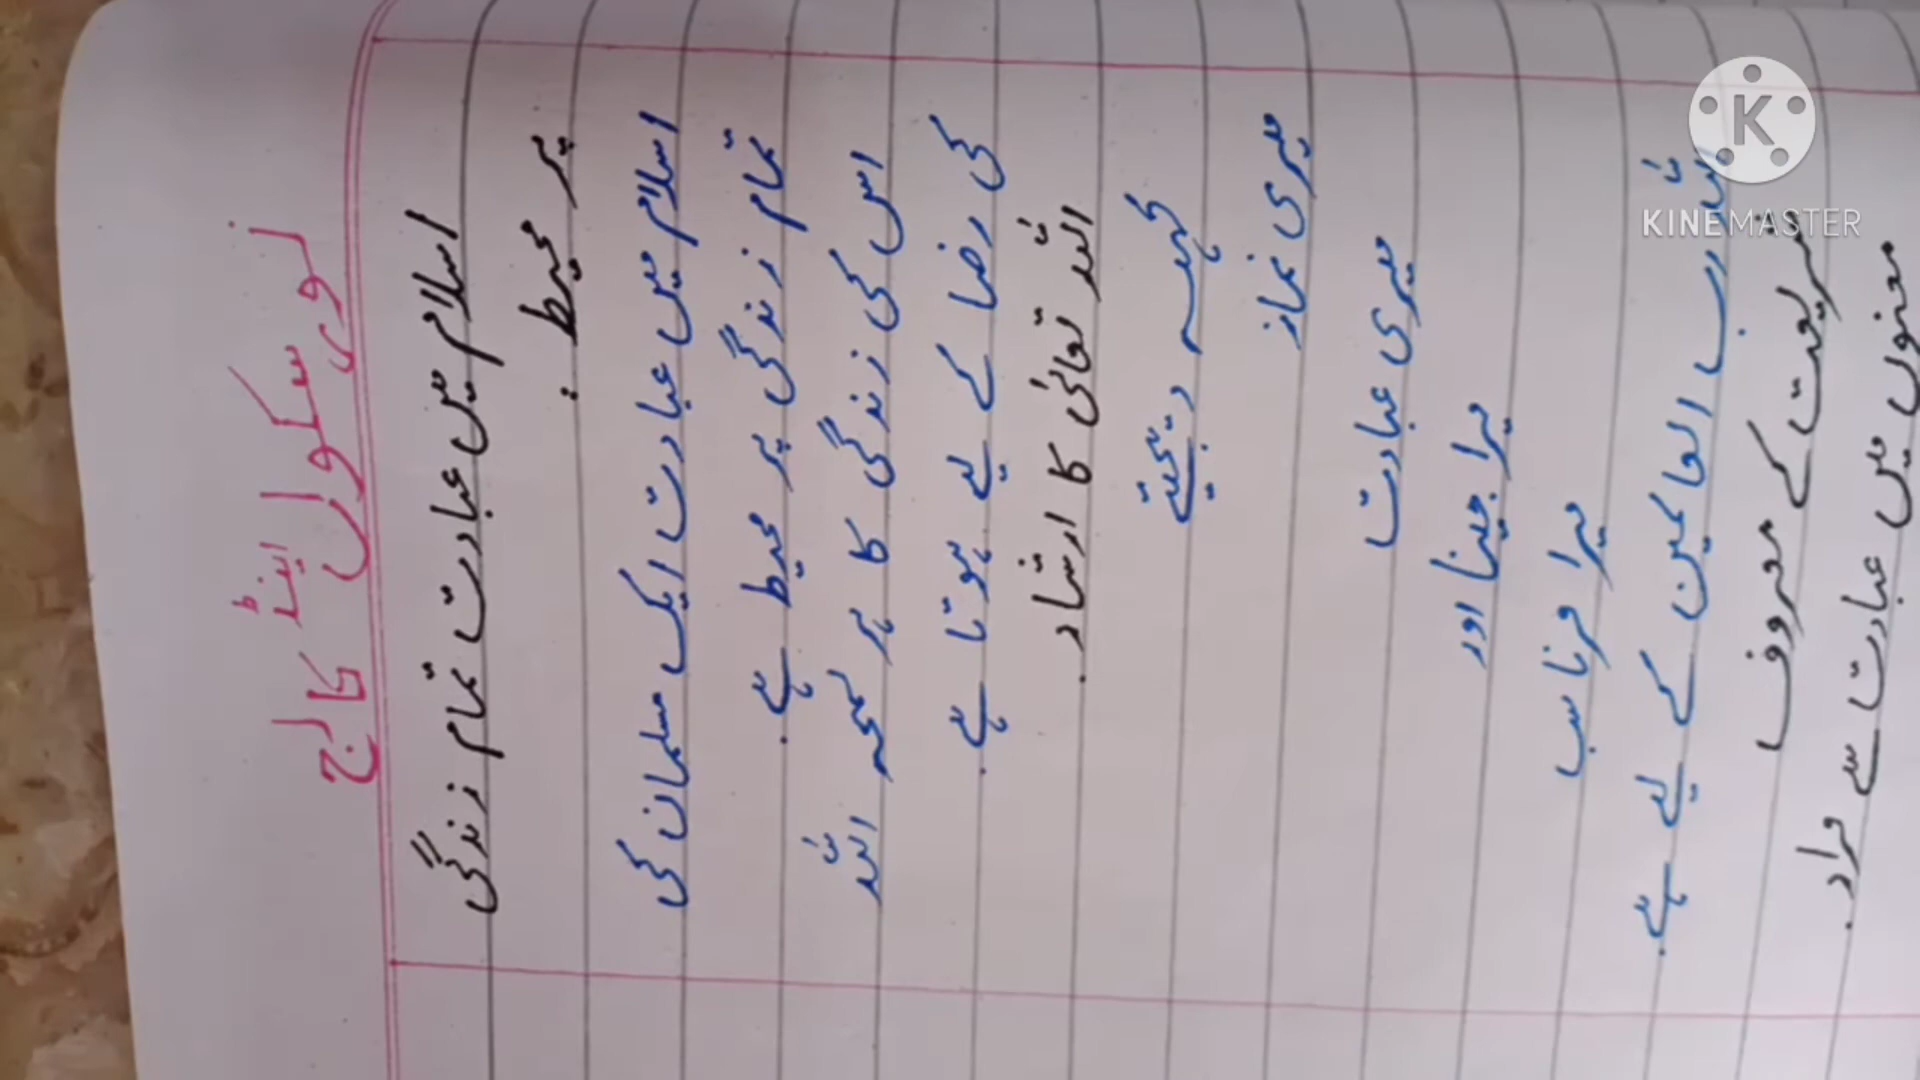 نوری سکول اینڈ کالج
اسلام میں عبادت تمام زندگی
پر محیط :
اسلام میں عبادت ایک مسلمان کی
تمام زندگی پر محیط ہے۔
اس کی زندگی کا ہر لمحہ اللہ
کی رضا کے لیے ہوتا ہے۔
اللہ تعالیٰ کا ارشاد۔
کہہ دیجئے
میری نماز
میری عبادت
میرا جینا اور
میرا مرنا سب
اللہ رب العالمین کے لیے ہے۔
شریعت کے معروف
معنوں میں عبادت سے مراد۔
K
KINEMASTER